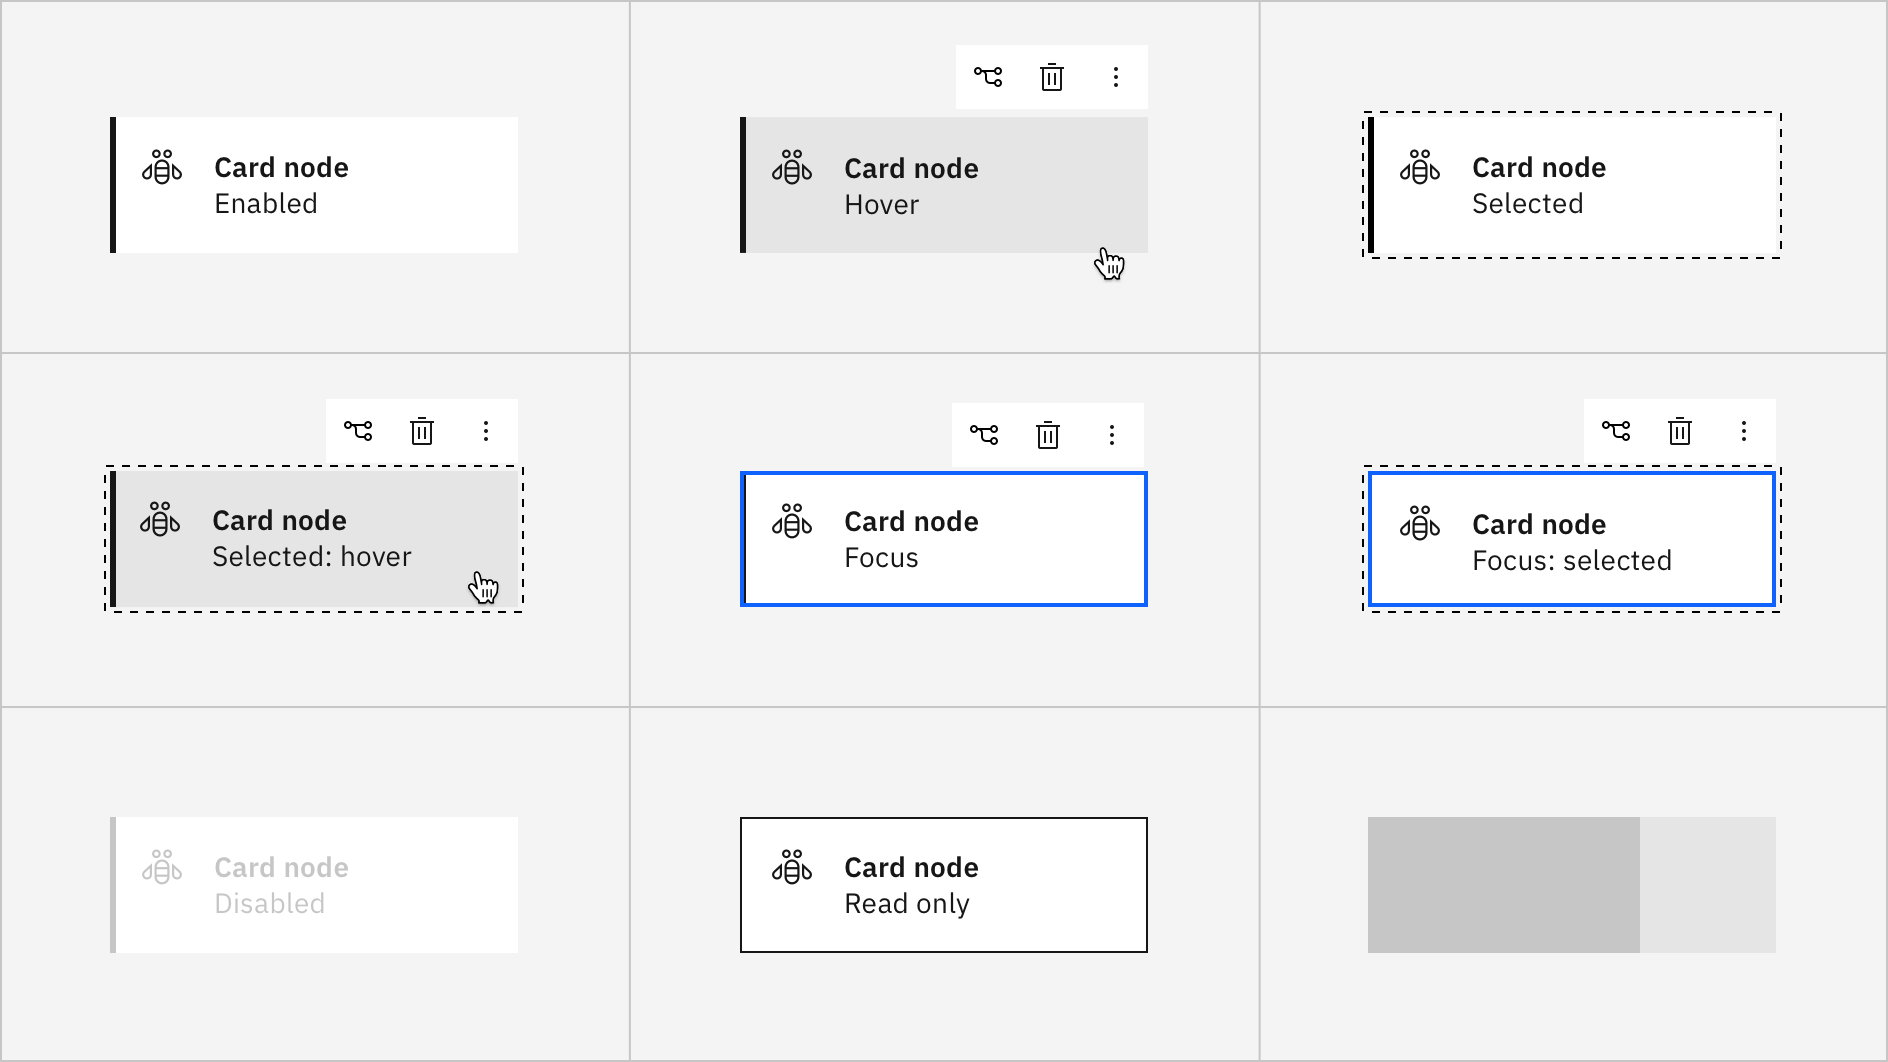 Card node
Enabled
Card node
Hover
Card node
Selected
Card node
Selected: hover
Card node
Focus
Card node
Focus: selected
Card node
Disabled
Card node
Read only